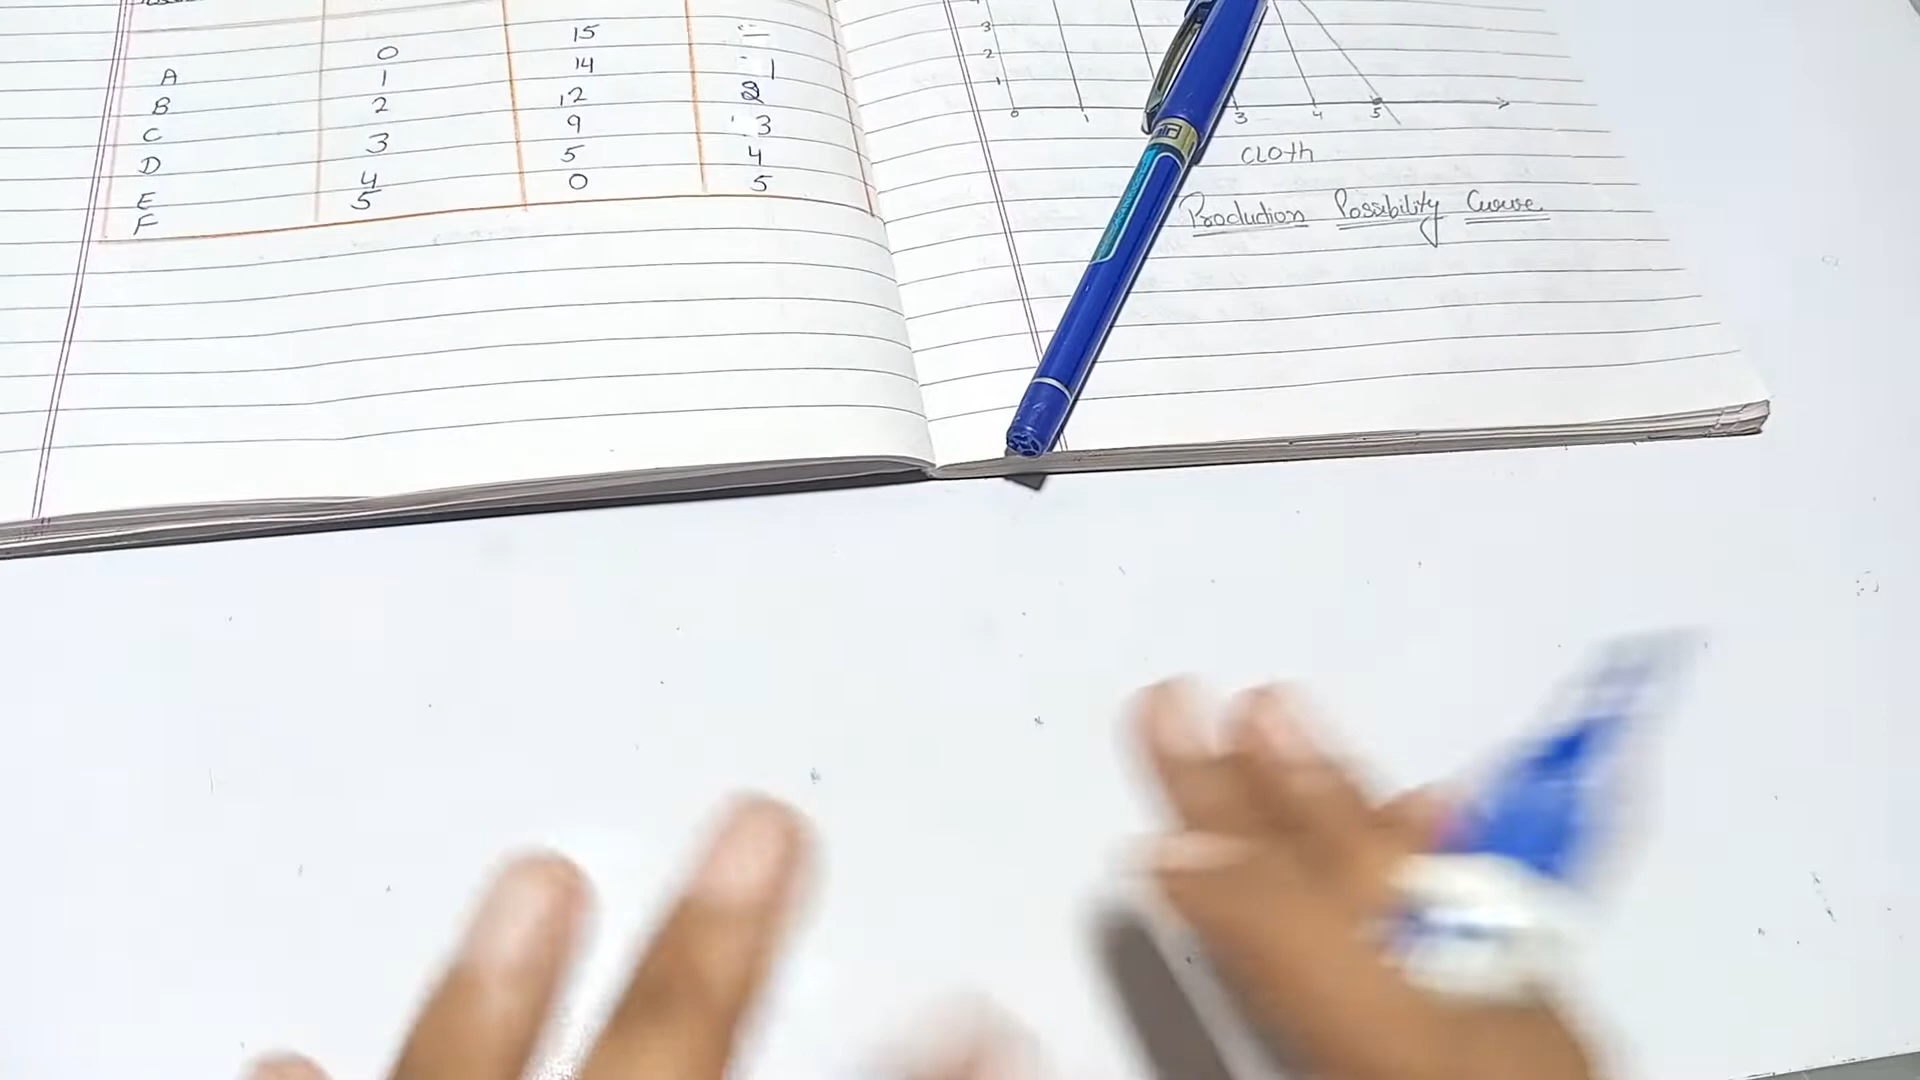 0 15 –
A 1 14 1
B 2 12 2
C 3 9 3
D 4 5 4
E 5 0 5
F
3
2
1
0 1 3 4 5
CLOTH
Production Possibility Curve